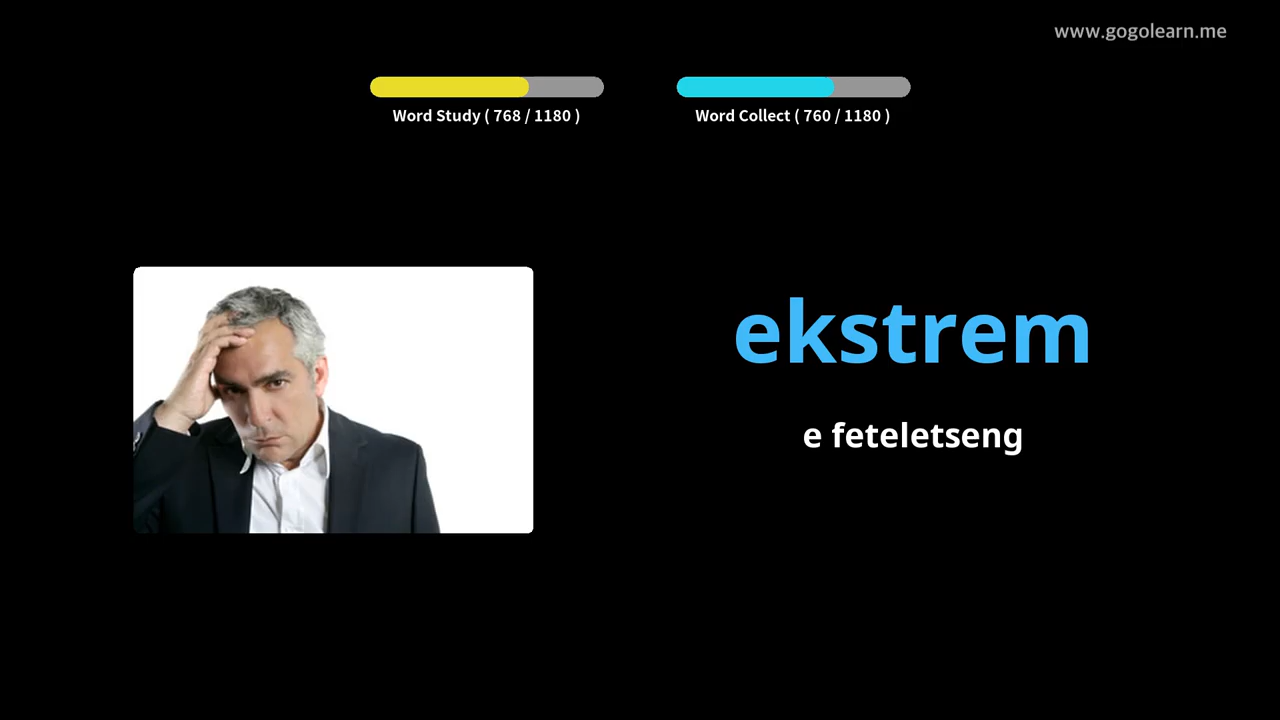 www.gogolearn.me
Word Study ( 768 / 1180 )
Word Collect ( 760 / 1180 )
ekstrem
e feteletseng